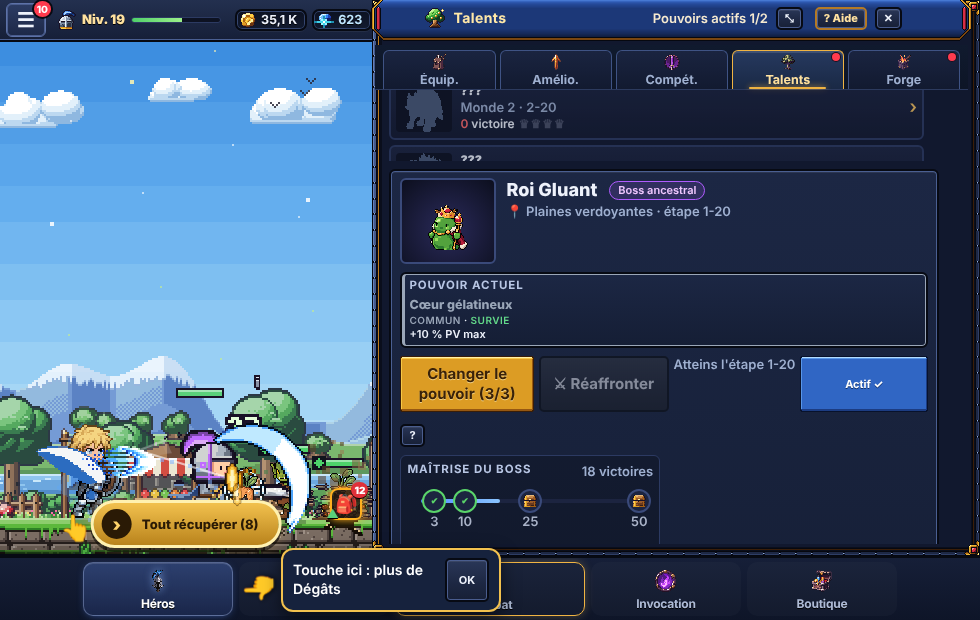 10
Niv. 19
35,1 K
623
Talents
Pouvoirs actifs 1/2
? Aide
Équip.
Amélio.
Compét.
Talents
Forge
???
Monde 2 · 2-20
0 victoire
???
Roi Gluant
Boss ancestral
Plaines verdoyantes · étape 1-20
POUVOIR ACTUEL
Cœur gélatineux
COMMUN · SURVIE
+10 % PV max
Changer le
pouvoir (3/3)
Réaffronter
Atteins l'étape 1-20
Actif ✓
?
MAÎTRISE DU BOSS
18 victoires
3
10
25
50
12
Tout récupérer (8)
Touche ici : plus de
Dégâts
OK
Héros
Invocation
Boutique